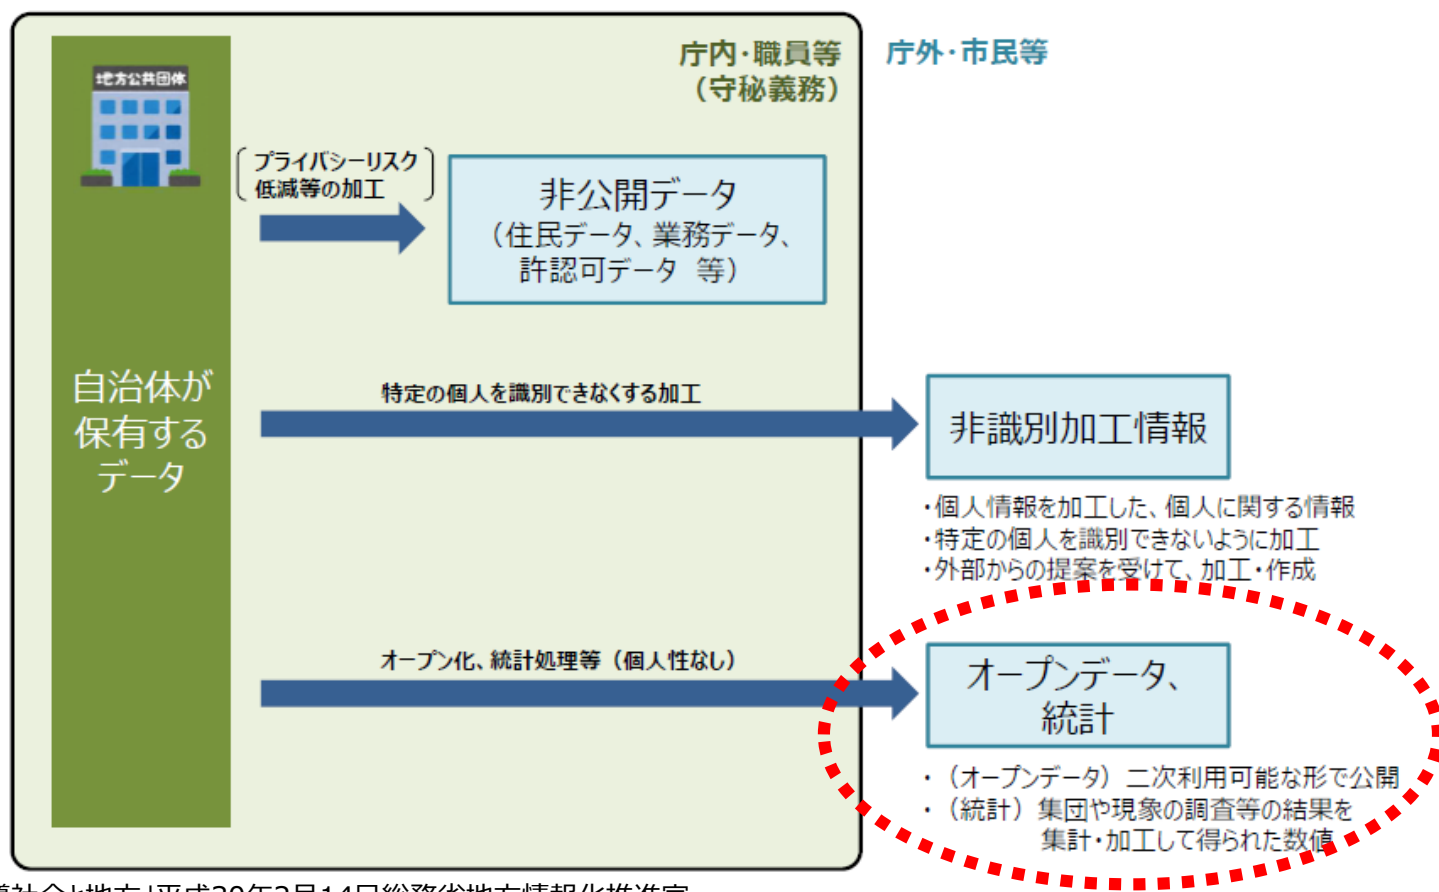 庁内・職員等
（守秘義務）
庁外・市民等
地方公共団体
プライバシーリスク
低減等の加工
非公開データ
（住民データ、業務データ、
許認可データ　等）
自治体が
保有する
データ
特定の個人を識別できなくする加工
非識別加工情報
・個人情報を加工した、個人に関する情報
・特定の個人を識別できないように加工
・外部からの提案を受けて、加工・作成
オープン化、統計処理等（個人性なし）
オープンデータ、
統計
・（オープンデータ）二次利用可能な形で公開
・（統計）集団や現象の調査等の結果を
集計・加工して得られた数値